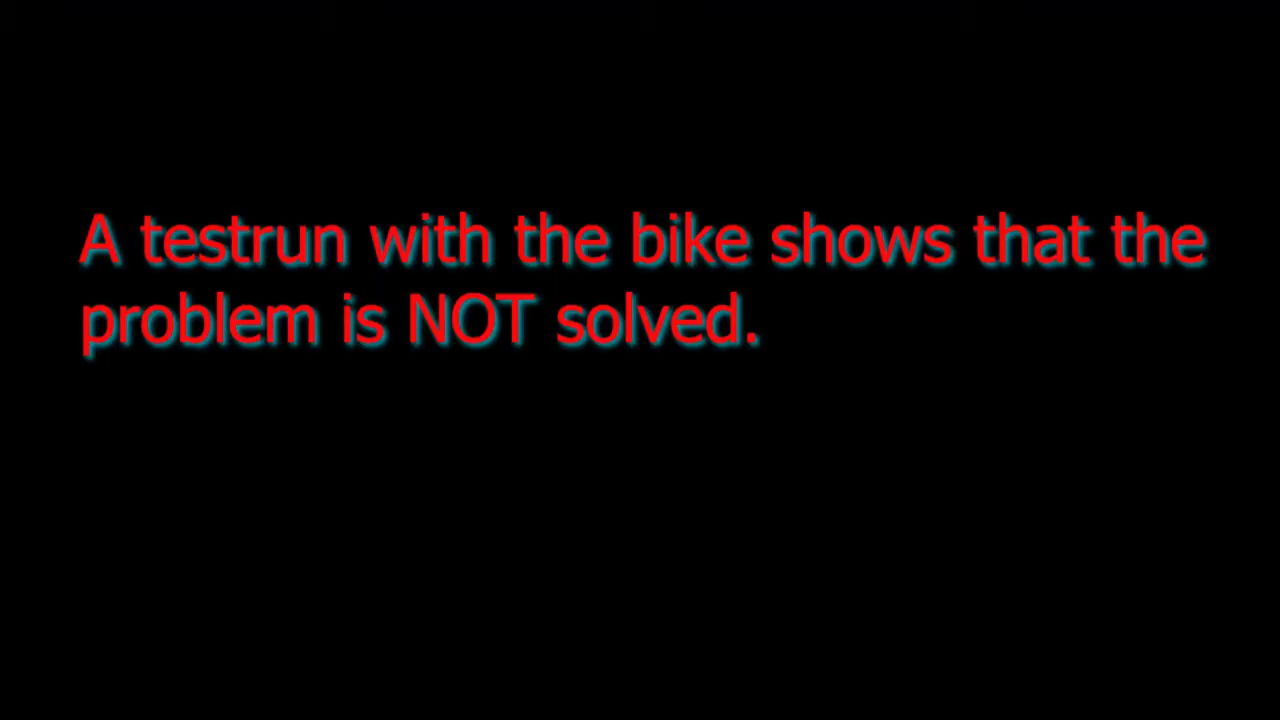 A testrun with the bike shows that the
problem is NOT solved.